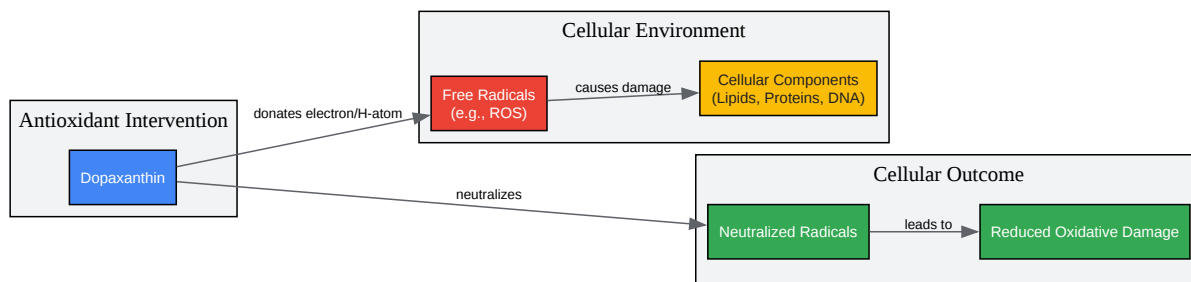 Cellular Environment
Free Radicals
(e.g., ROS)
causes damage
Cellular Components
(Lipids, Proteins, DNA)
Antioxidant Intervention
Dopaxanthin
donates electron/H-atom
neutralizes
Cellular Outcome
Neutralized Radicals
leads to
Reduced Oxidative Damage